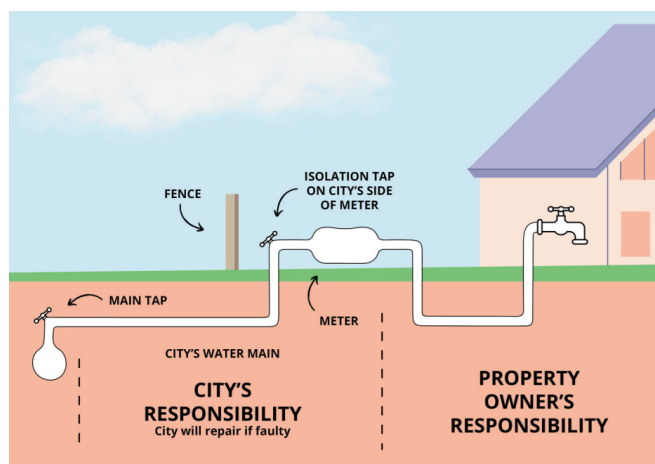 ISOLATION TAP
ON CITY'S SIDE
OF METER
FENCE
MAIN TAP
METER
CITY'S WATER MAIN
CITY'S
RESPONSIBILITY
City will repair if faulty
PROPERTY
OWNER'S
RESPONSIBILITY